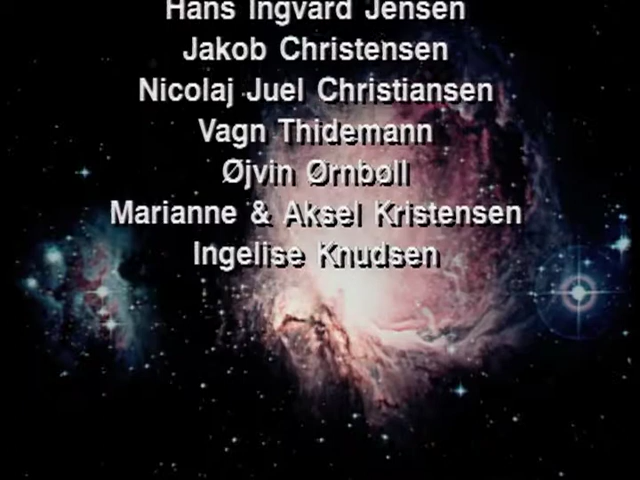 Hans Ingvard Jensen
Jakob Christensen
Nicolaj Juel Christiansen
Vagn Thidemann
Øjvin Ørnbøll
Marianne & Aksel Kristensen
Ingelise Knudsen